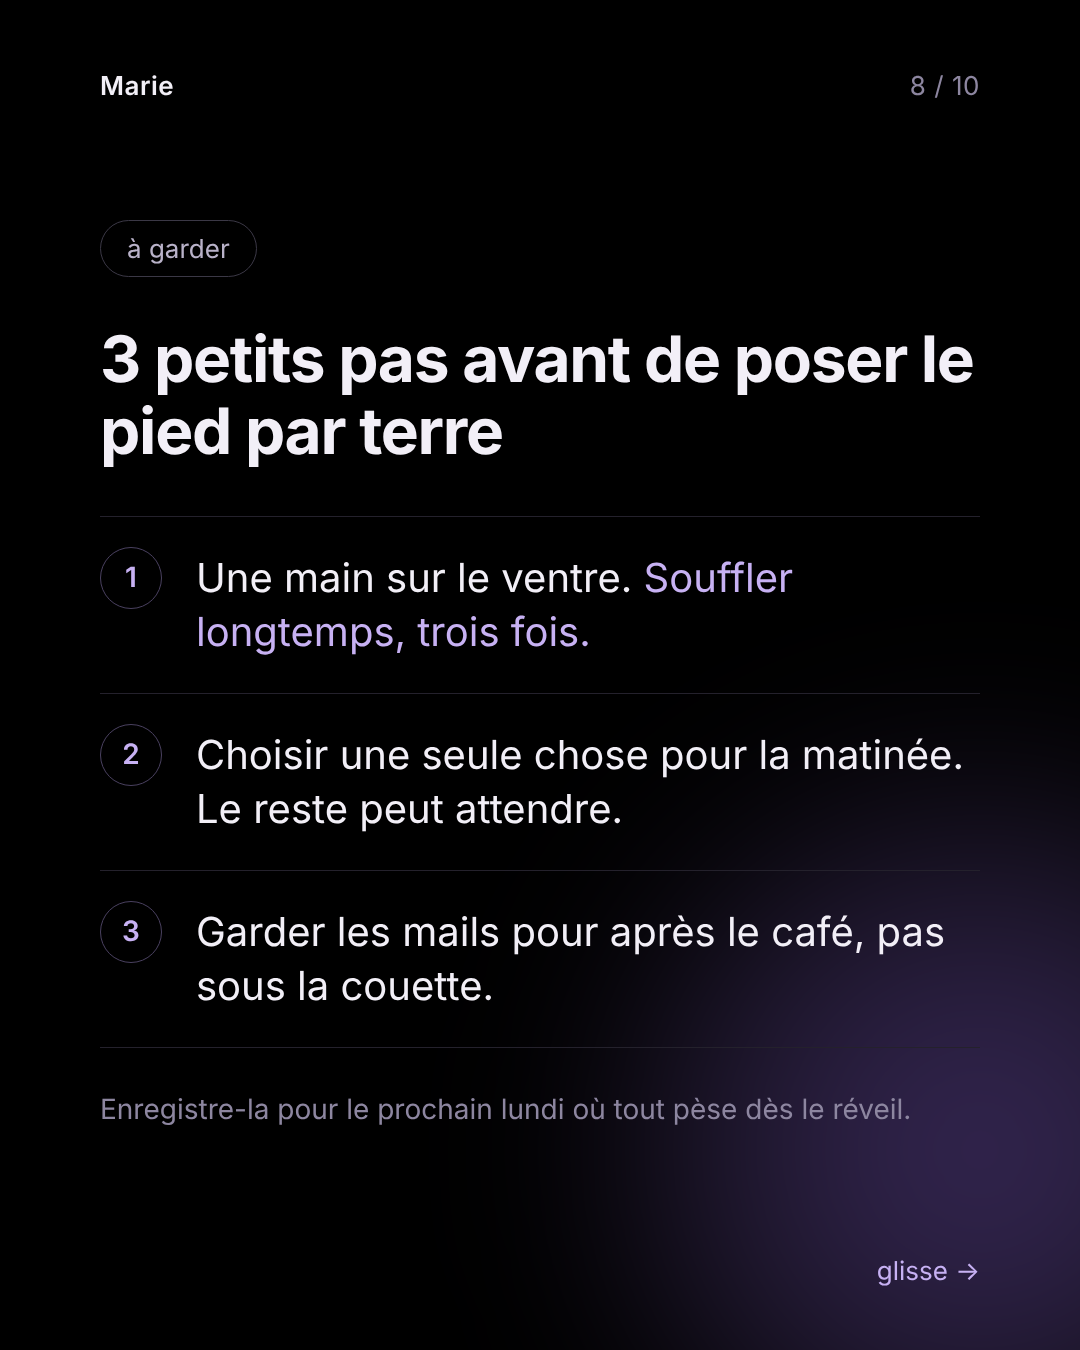 Marie
8 / 10
à garder
3 petits pas avant de poser le
pied par terre
1
Une main sur le ventre. Souffler
longtemps, trois fois.
2
Choisir une seule chose pour la matinée.
Le reste peut attendre.
3
Garder les mails pour après le café, pas
sous la couette.
Enregistre-la pour le prochain lundi où tout pèse dès le réveil.
glisse →